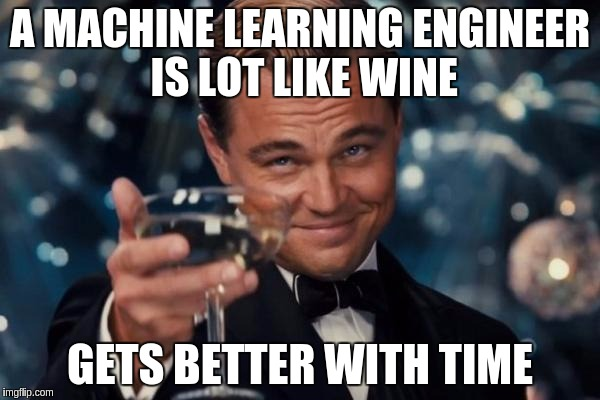 A MACHINE LEARNING ENGINEER
IS LOT LIKE WINE
GETS BETTER WITH TIME
imgflip.com